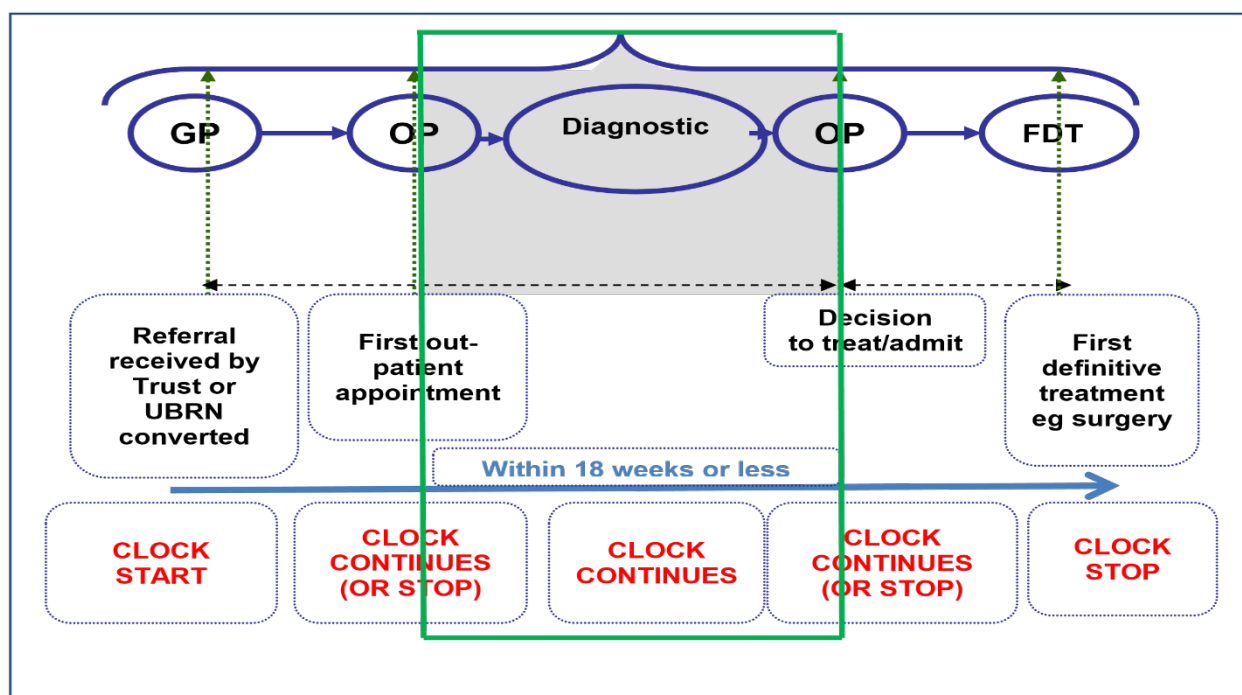 GP
OP
Diagnostic
OP
FDT
Referral
received by
Trust or
UBRN
converted
First out-
patient
appointment
Decision
to treat/admit
First
definitive
treatment
eg surgery
Within 18 weeks or less
CLOCK
START
CLOCK
CONTINUES
(OR STOP)
CLOCK
CONTINUES
CLOCK
CONTINUES
(OR STOP)
CLOCK
STOP